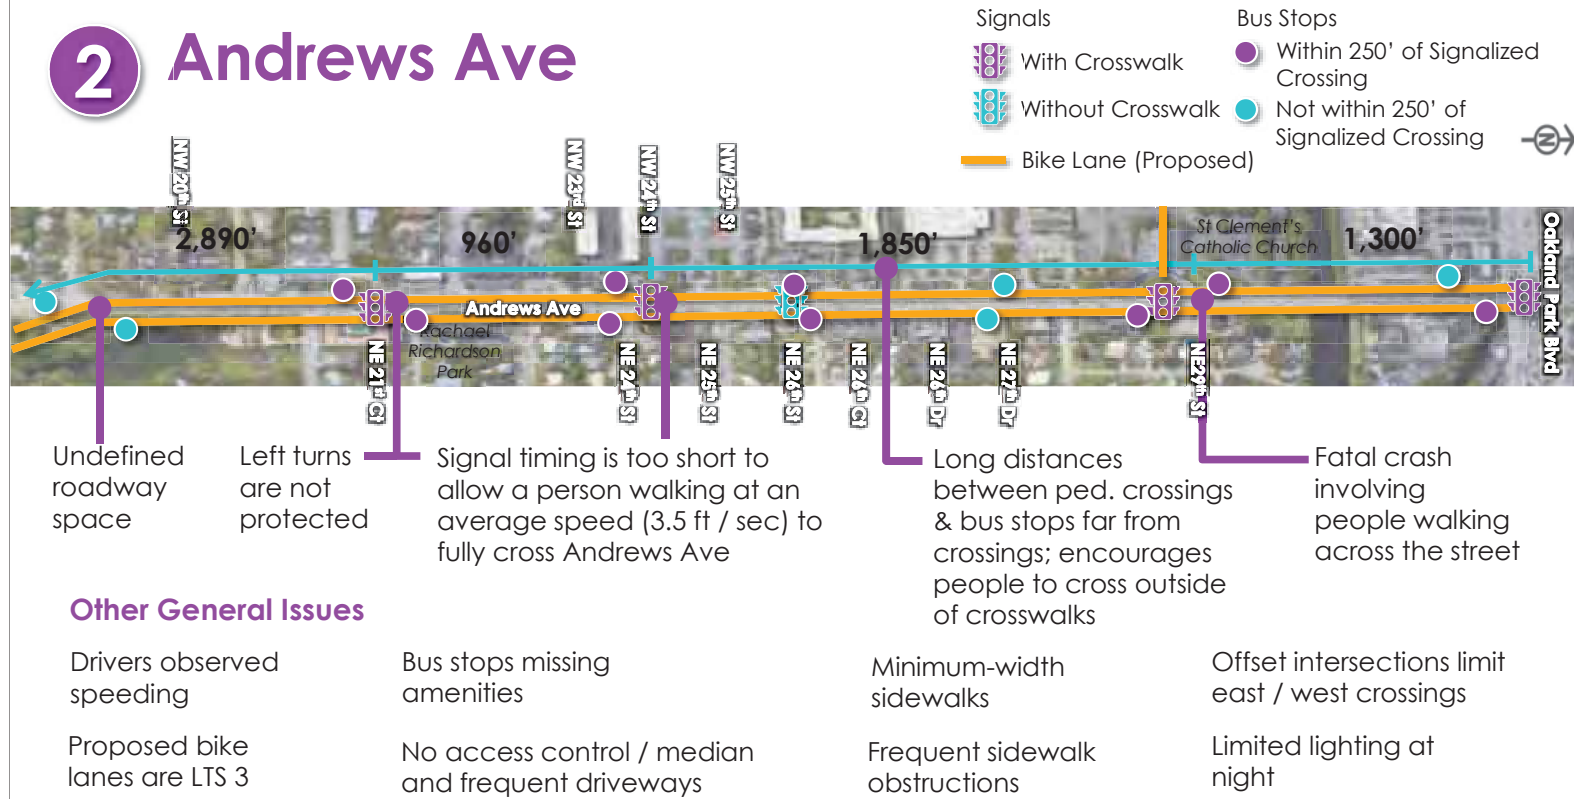 2
Andrews Ave
Signals
With Crosswalk
Without Crosswalk
Bike Lane (Proposed)
Bus Stops
Within 250' of Signalized
Crossing
Not within 250' of
Signalized Crossing
N
NW 20th St
NW 23rd St
NW 24th St
NW 25th St
2,890'
960'
1,850'
St Clement's
Catholic Church
1,300'
Oakland Park Blvd
Andrews Ave
Rachael
Richardson
Park
NE 21st Ct
NE 24th St
NE 25th St
NE 26th St
NE 26th Ct
NE 26th Dr
NE 27th Dr
NE 29th St
Undefined
roadway
space
Left turns
are not
protected
Signal timing is too short to
allow a person walking at an
average speed (3.5 ft / sec) to
fully cross Andrews Ave
Long distances
between ped. crossings
& bus stops far from
crossings; encourages
people to cross outside
of crosswalks
Fatal crash
involving
people walking
across the street
Other General Issues
Drivers observed
speeding
Bus stops missing
amenities
Minimum-width
sidewalks
Offset intersections limit
east / west crossings
Proposed bike
lanes are LTS 3
No access control / median
and frequent driveways
Frequent sidewalk
obstructions
Limited lighting at
night